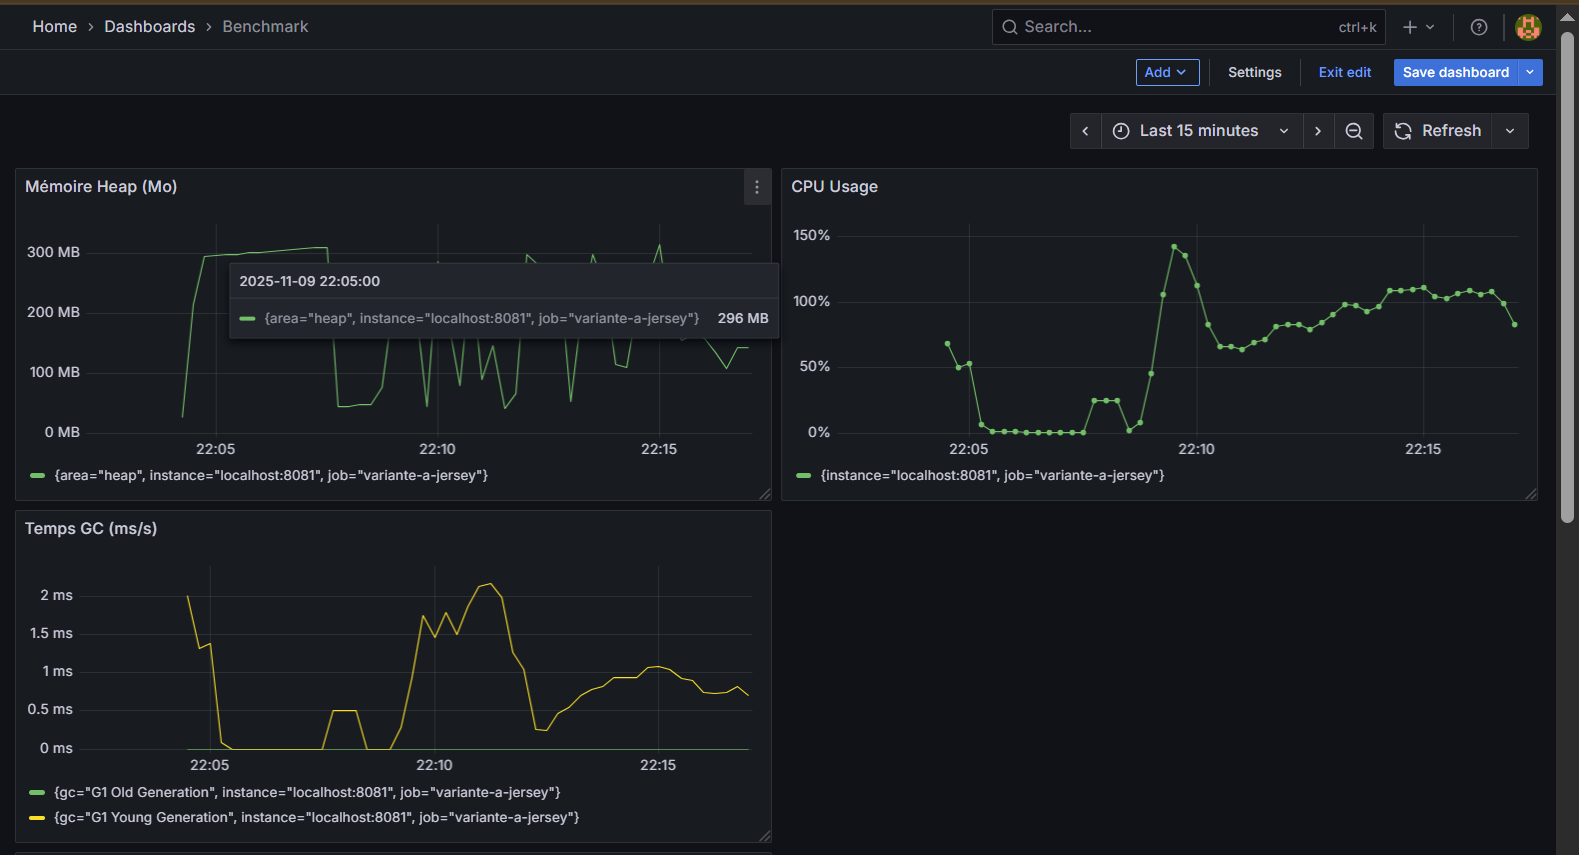 Home › Dashboards › Benchmark
Search... ctrl+k
Add
Settings
Exit edit
Save dashboard
Last 15 minutes
Refresh
Mémoire Heap (Mo)
300 MB
200 MB
100 MB
0 MB
22:05 22:10 22:15
2025-11-09 22:05:00
{area="heap", instance="localhost:8081", job="variante-a-jersey"} 296 MB
{area="heap", instance="localhost:8081", job="variante-a-jersey"}
CPU Usage
150%
100%
50%
0%
22:05 22:10 22:15
{instance="localhost:8081", job="variante-a-jersey"}
Temps GC (ms/s)
2 ms
1.5 ms
1 ms
0.5 ms
0 ms
22:05 22:10 22:15
{gc="G1 Old Generation", instance="localhost:8081", job="variante-a-jersey"}
{gc="G1 Young Generation", instance="localhost:8081", job="variante-a-jersey"}